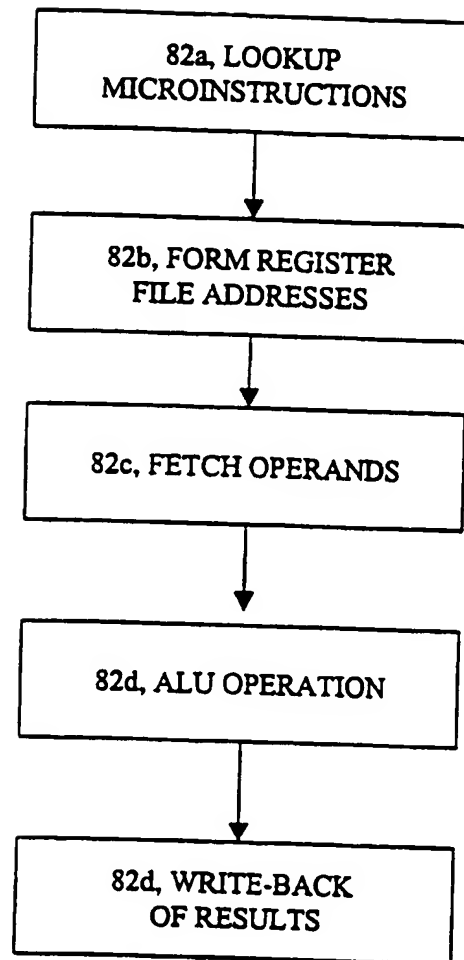 82a, LOOKUP
MICROINSTRUCTIONS
82b, FORM REGISTER
FILE ADDRESSES
82c, FETCH OPERANDS
82d, ALU OPERATION
82d, WRITE-BACK
OF RESULTS